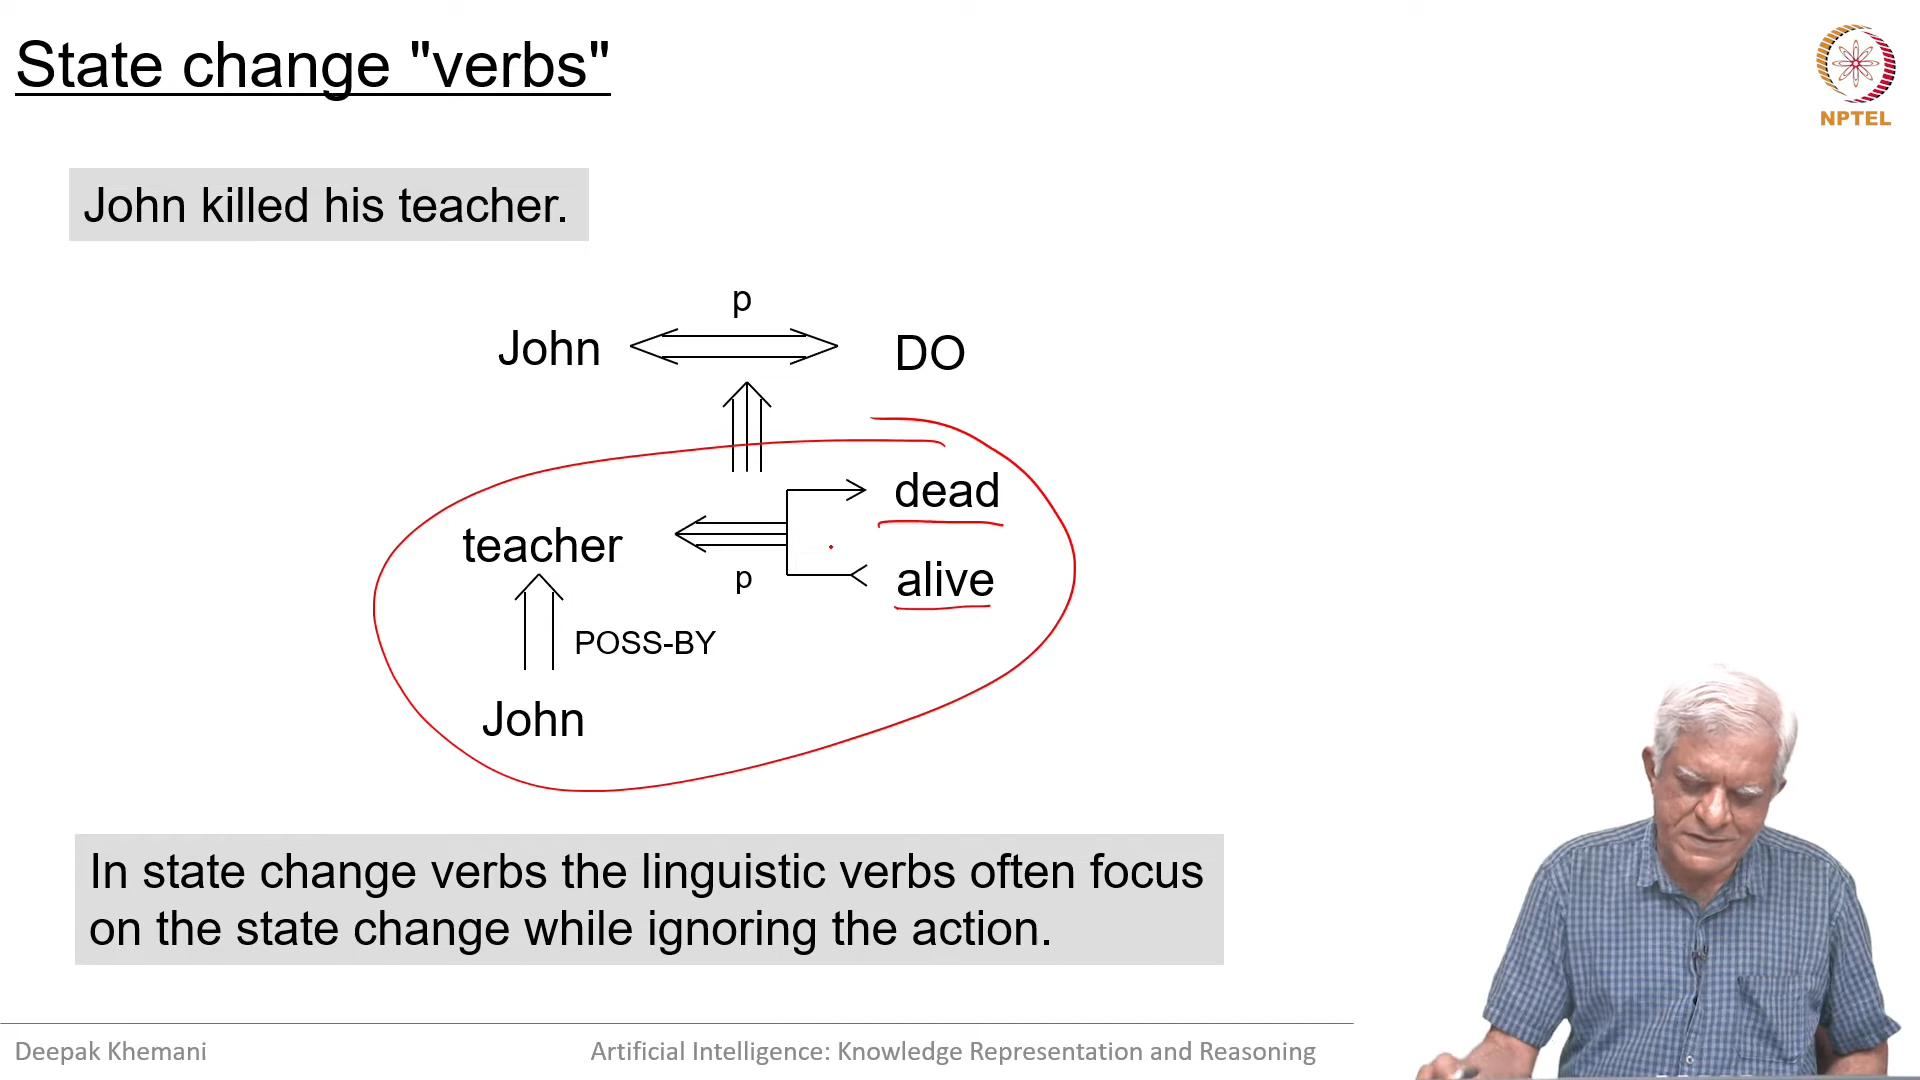 State change "verbs"
NPTEL
John killed his teacher.
p
John DO
dead
teacher
p alive
POSS-BY
John
In state change verbs the linguistic verbs often focus
on the state change while ignoring the action.
Deepak Khemani Artificial Intelligence: Knowledge Representation and Reasoning